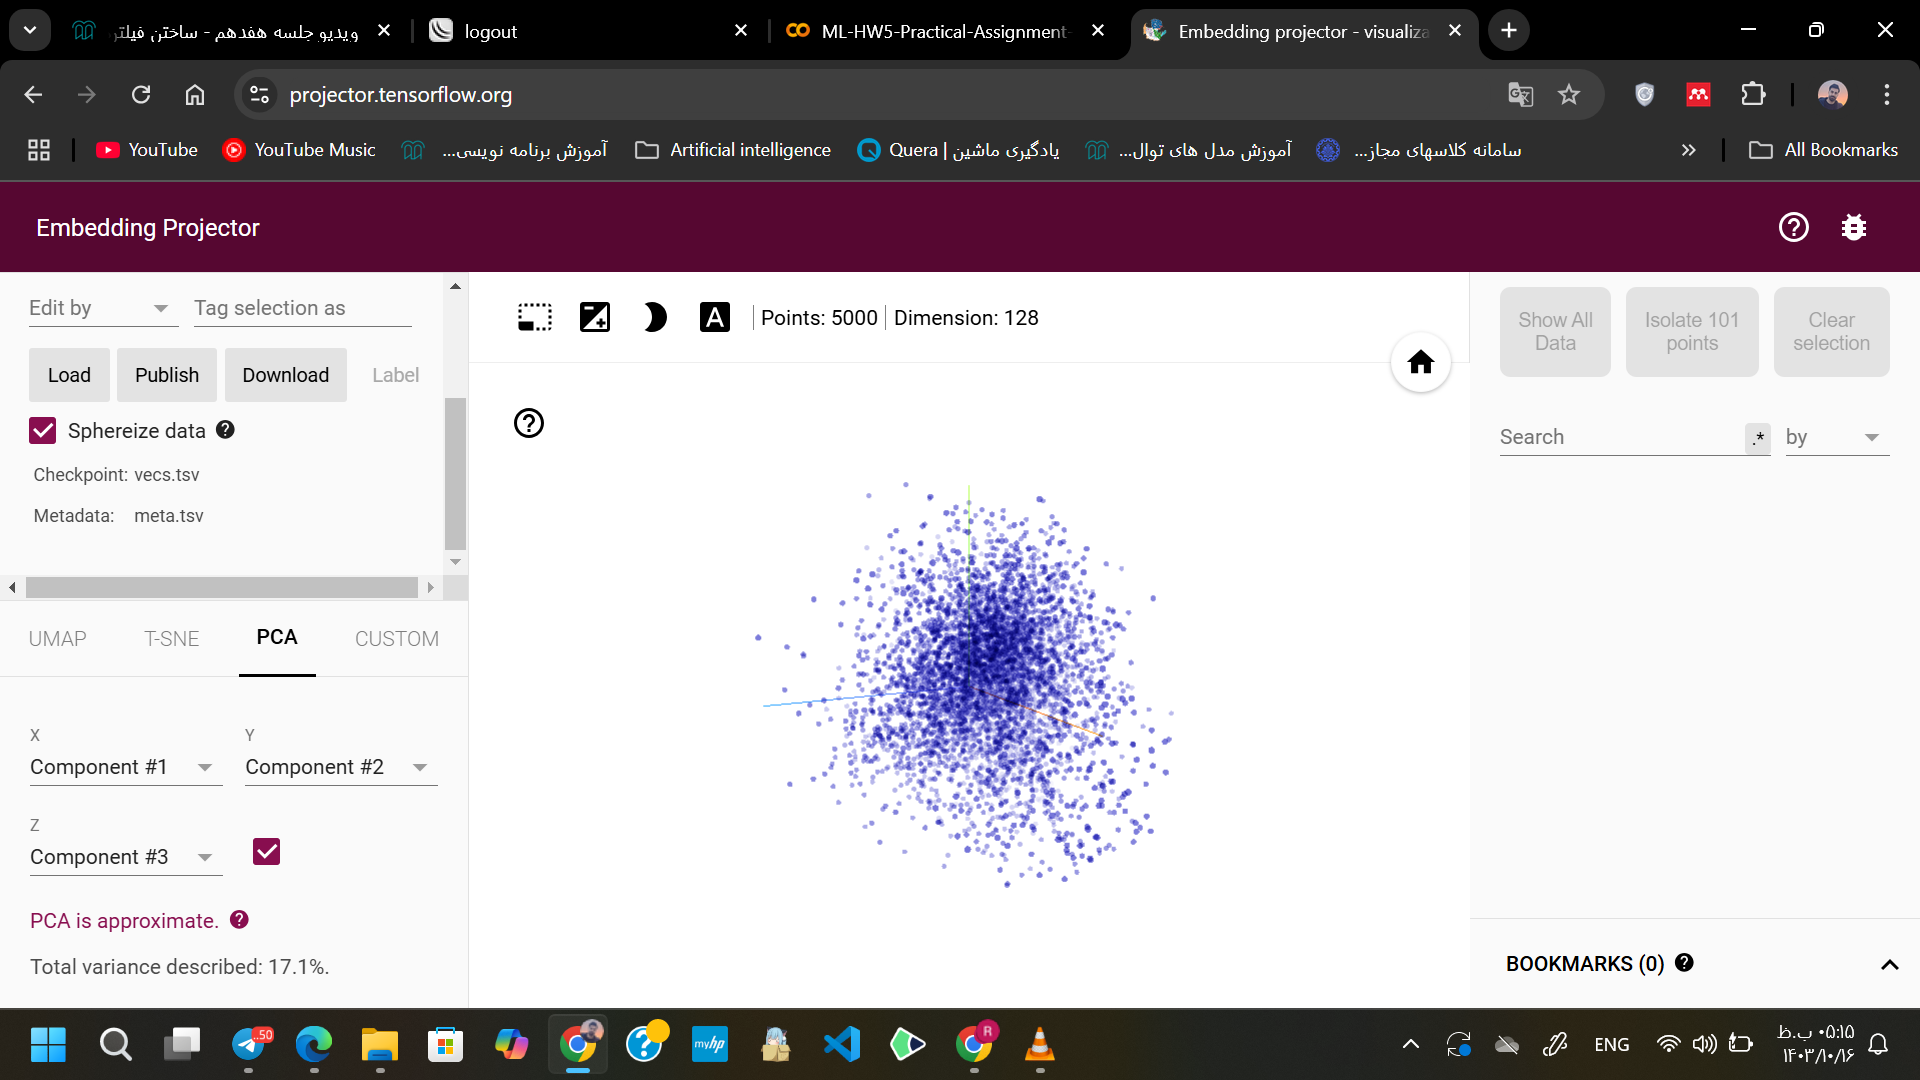 ویدیو جلسه هفدهم - ساختن فیلتر
logout
ML-HW5-Practical-Assignment-
Embedding projector - visualiza
projector.tensorflow.org
YouTube
YouTube Music
آموزش برنامه نویسی...
Artificial intelligence
Quera | یادگیری ماشین
آموزش مدل های توال...
سامانه کلاسهای مجاز...
All Bookmarks
Embedding Projector
Edit by
Tag selection as
Load
Publish
Download
Label
Sphereize data
Checkpoint: vecs.tsv
Metadata: meta.tsv
UMAP
T-SNE
PCA
CUSTOM
X
Component #1
Y
Component #2
Z
Component #3
PCA is approximate.
Total variance described: 17.1%.
A
Points: 5000
Dimension: 128
Show All
Data
Isolate 101
points
Clear
selection
Search
.*
by
BOOKMARKS (0)
..50
myhp
R
ENG
۰۵:۱۵ ب.ظ
۱۴۰۳/۱۰/۱۶